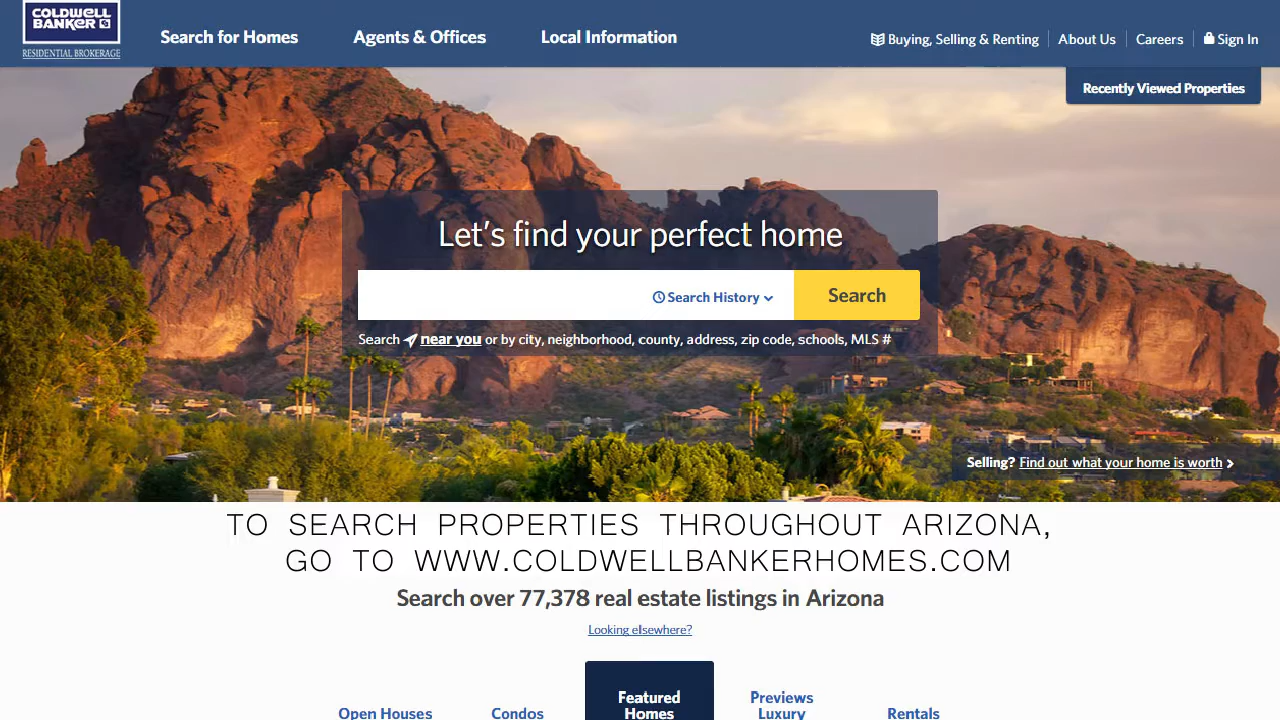 COLDWELL
BANKER
RESIDENTIAL BROKERAGE
Search for Homes
Agents & Offices
Local Information
Buying, Selling & Renting
About Us
Careers
Sign In
Recently Viewed Properties
Let's find your perfect home
Search History
Search
Search near you or by city, neighborhood, county, address, zip code, schools, MLS #
Selling? Find out what your home is worth
TO SEARCH PROPERTIES THROUGHOUT ARIZONA,
GO TO WWW.COLDWELLBANKERHOMES.COM
Search over 77,378 real estate listings in Arizona
Looking elsewhere?
Open Houses
Condos
Featured
Homes
Previews
Luxury
Rentals